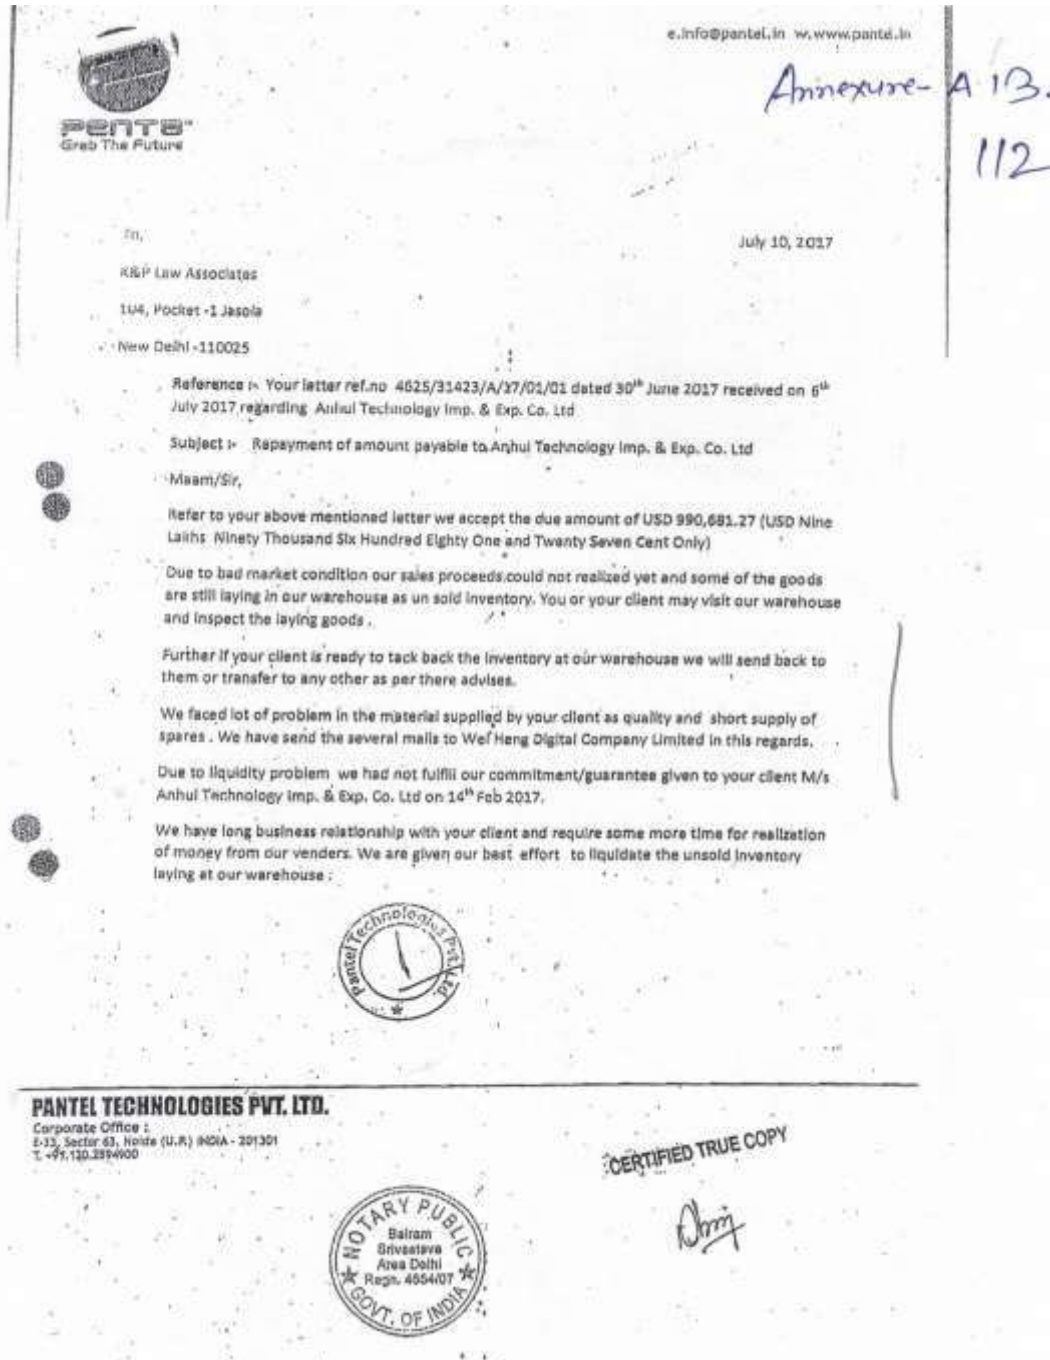 e.info@pantel.in w.www.pantel.in
Annexure- A 13.
112
PENTA™
Grab The Future
To,
July 10, 2017
K&P Law Associates
104, Pocket -1 Jasola
New Delhi -110025
Reference :- Your letter ref.no 4625/31423/A/17/01/01 dated 30th June 2017 received on 6th
July 2017 regarding Anhui Technology Imp. & Exp. Co. Ltd
Subject :- Repayment of amount payable to Anhui Technology Imp. & Exp. Co. Ltd
Maam/Sir,
Refer to your above mentioned letter we accept the due amount of USD 990,681.27 (USD Nine
Lakhs Ninety Thousand Six Hundred Eighty One and Twenty Seven Cent Only)
Due to bad market condition our sales proceeds could not realized yet and some of the goods
are still laying in our warehouse as un sold inventory. You or your client may visit our warehouse
and inspect the laying goods .
Further if your client is ready to tack back the inventory at our warehouse we will send back to
them or transfer to any other as per there advises.
We faced lot of problem in the material supplied by your client as quality and short supply of
spares . We have send the several mails to Wei Heng Digital Company Limited in this regards.
Due to liquidity problem we had not fulfill our commitment/guarantee given to your client M/s
Anhui Technology Imp. & Exp. Co. Ltd on 14th Feb 2017.
We have long business relationship with your client and require some more time for realization
of money from our venders. We are given our best effort to liquidate the unsold inventory
laying at our warehouse .
Pantel Technologies Pvt. Ltd.
PANTEL TECHNOLOGIES PVT. LTD.
Corporate Office :
E-33, Sector 63, Noida (U.P.) INDIA - 201301
T. +91.120.2594900
CERTIFIED TRUE COPY
NOTARY PUBLIC
Balram
Srivastava
Area Delhi
Regn. 4554/07
GOVT. OF INDIA